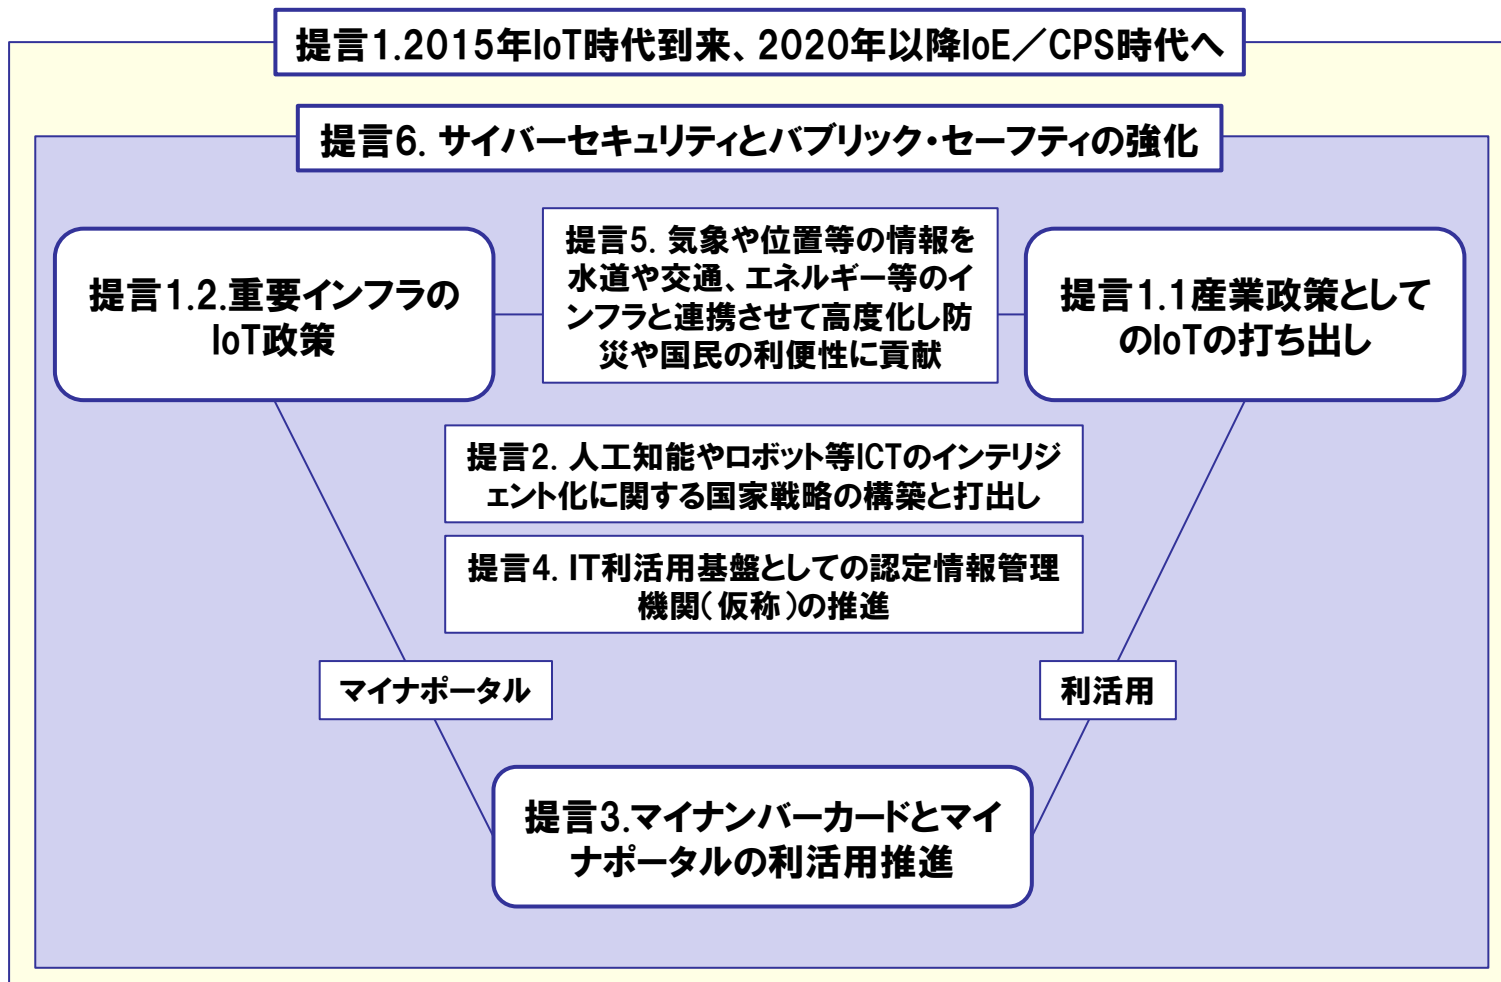 提言1.2015年IoT時代到来、2020年以降IoE／CPS時代へ
提言6. サイバーセキュリティとバブリック・セーフティの強化
提言5. 気象や位置等の情報を
水道や交通、エネルギー等のイ
ンフラと連携させて高度化し防
災や国民の利便性に貢献
提言1.2.重要インフラの
IoT政策
提言1.1産業政策として
のIoTの打ち出し
提言2. 人工知能やロボット等ICTのインテリジ
ェント化に関する国家戦略の構築と打出し
提言4. IT利活用基盤としての認定情報管理
機関(仮称)の推進
マイナポータル
利活用
提言3.マイナンバーカードとマイ
ナポータルの利活用推進